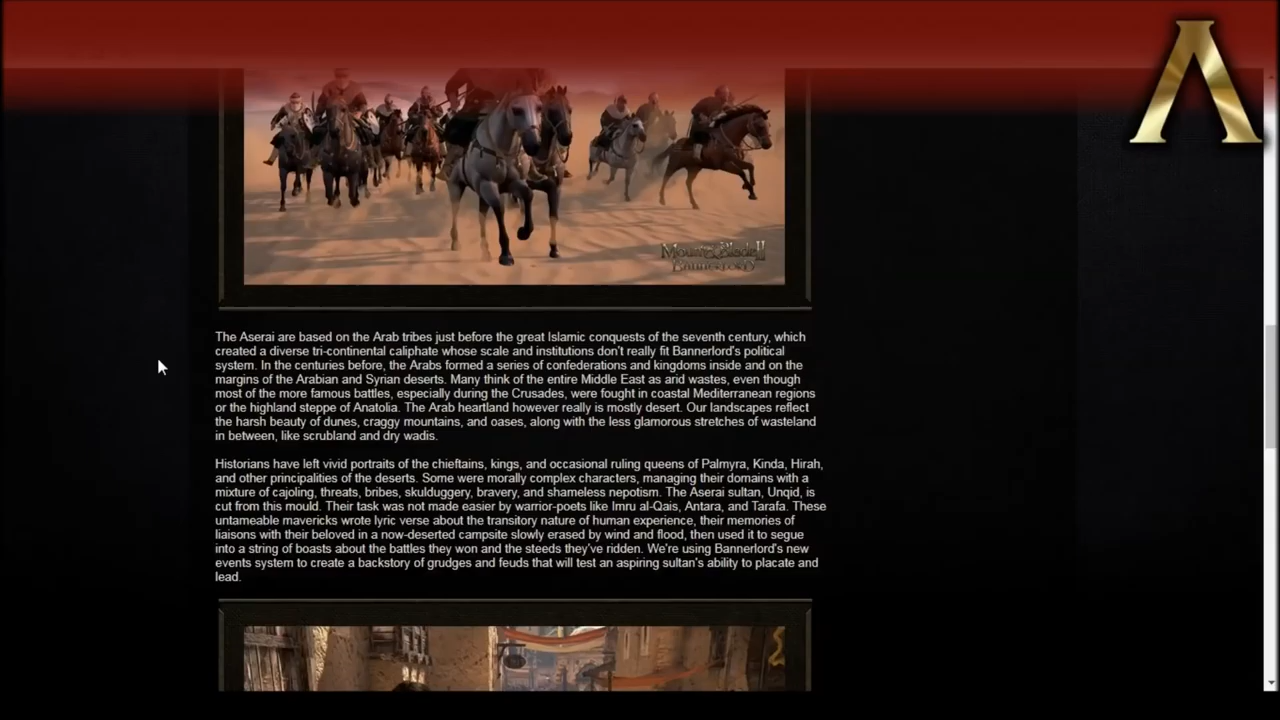 Mount&Blade II
Bannerlord
The Aserai are based on the Arab tribes just before the great Islamic conquests of the seventh century, which
created a diverse tri-continental caliphate whose scale and institutions don't really fit Bannerlord's political
system. In the centuries before, the Arabs formed a series of confederations and kingdoms inside and on the
margins of the Arabian and Syrian deserts. Many think of the entire Middle East as arid wastes, even though
most of the more famous battles, especially during the Crusades, were fought in coastal Mediterranean regions
or the highland steppe of Anatolia. The Arab heartland however really is mostly desert. Our landscapes reflect
the harsh beauty of dunes, craggy mountains, and oases, along with the less glamorous stretches of wasteland
in between, like scrubland and dry wadis.
Historians have left vivid portraits of the chieftains, kings, and occasional ruling queens of Palmyra, Kinda, Hirah,
and other principalities of the deserts. Some were morally complex characters, managing their domains with a
mixture of cajoling, threats, bribes, skulduggery, bravery, and shameless nepotism. The Aserai sultan, Unqid, is
cut from this mould. Their task was not made easier by warrior-poets like Imru al-Qais, Antara, and Tarafa. These
untameable mavericks wrote lyric verse about the transitory nature of human experience, their memories of
liaisons with their beloved in a now-deserted campsite slowly erased by wind and flood, then used it to segue
into a string of boasts about the battles they won and the steeds they've ridden. We're using Bannerlord's new
events system to create a backstory of grudges and feuds that will test an aspiring sultan's ability to placate and
lead.